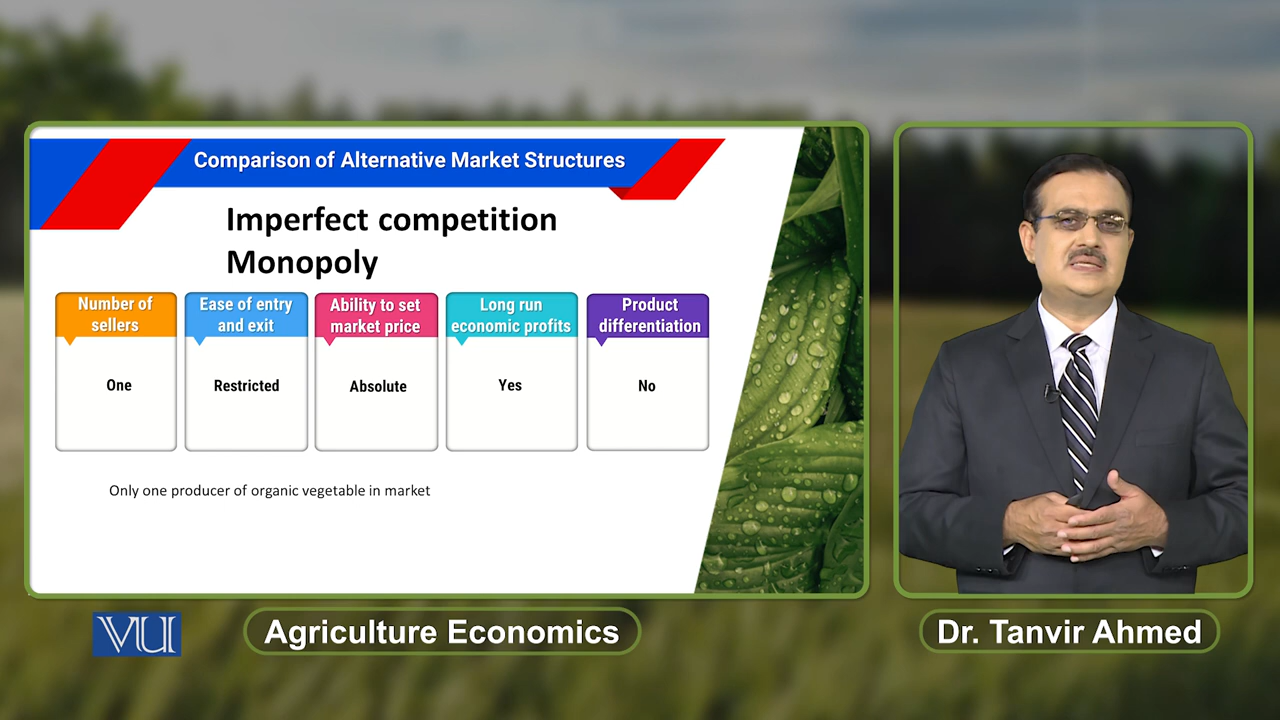 Comparison of Alternative Market Structures
Imperfect competition
Monopoly
Number of
sellers
One
Ease of entry
and exit
Restricted
Ability to set
market price
Absolute
Long run
economic profits
Yes
Product
differentiation
No
Only one producer of organic vegetable in market
VU
Agriculture Economics
Dr. Tanvir Ahmed